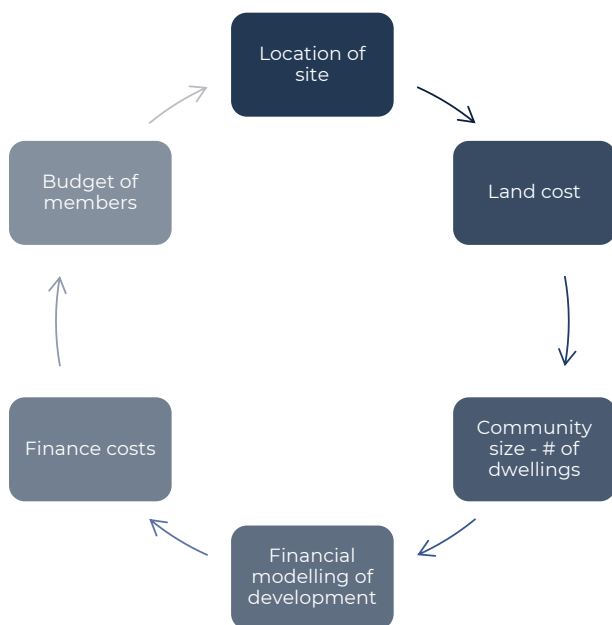 Location of
site
Land cost
Community
size - # of
dwellings
Financial
modelling of
development
Finance costs
Budget of
members